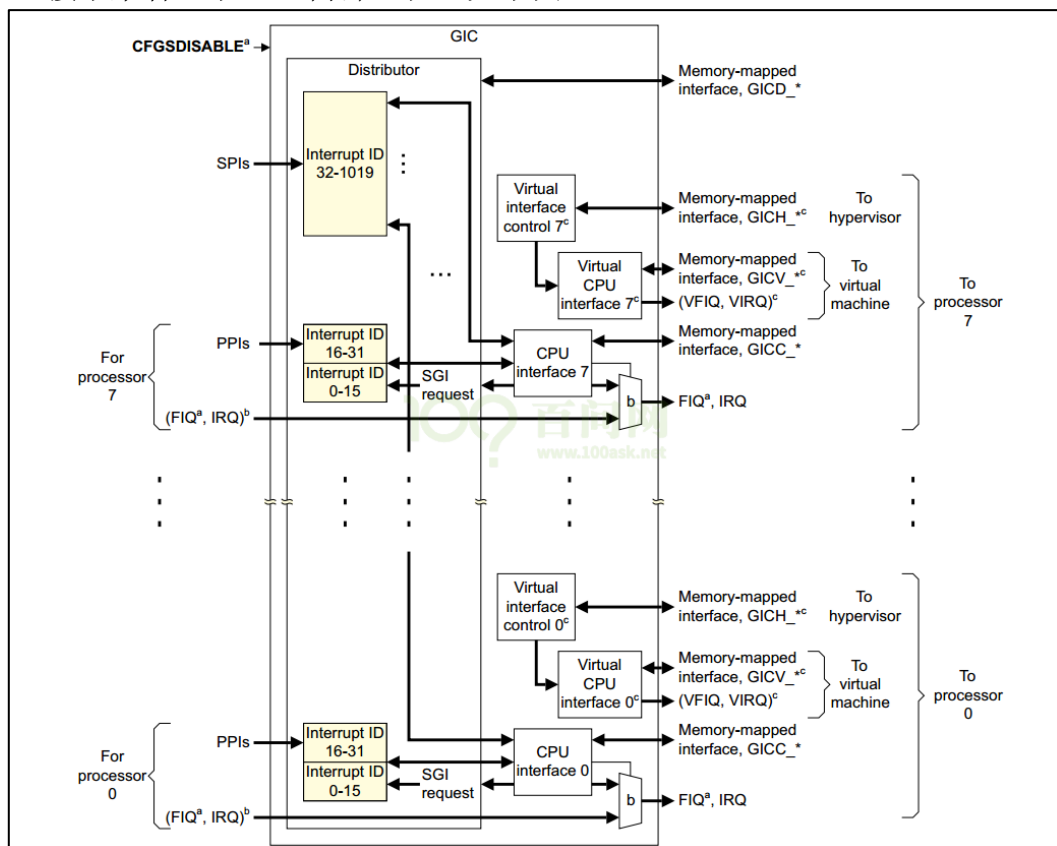 GIC
CFGSDISABLEᵃ
Distributor
Memory-mapped
interface, GICD_*
Interrupt ID
32-1019
SPIs
Virtual
interface
control 7ᶜ
Memory-mapped
interface, GICH_*ᶜ
To
hypervisor
Virtual
CPU
interface 7ᶜ
Memory-mapped
interface, GICV_*ᶜ
(VFIQ, VIRQ)ᶜ
To
virtual
machine
To
processor
7
For
processor
7
PPIs
Interrupt ID
16-31
Interrupt ID
0-15
SGI
request
CPU
interface 7
Memory-mapped
interface, GICC_*
b
FIQᵃ, IRQ
(FIQᵃ, IRQ)ᵇ
100?百问网
www.100ask.net
Virtual
interface
control 0ᶜ
Memory-mapped
interface, GICH_*ᶜ
To
hypervisor
Virtual
CPU
interface 0ᶜ
Memory-mapped
interface, GICV_*ᶜ
(VFIQ, VIRQ)ᶜ
To
virtual
machine
To
processor
0
For
processor
0
PPIs
Interrupt ID
16-31
Interrupt ID
0-15
SGI
request
CPU
interface 0
Memory-mapped
interface, GICC_*
b
FIQᵃ, IRQ
(FIQᵃ, IRQ)ᵇ